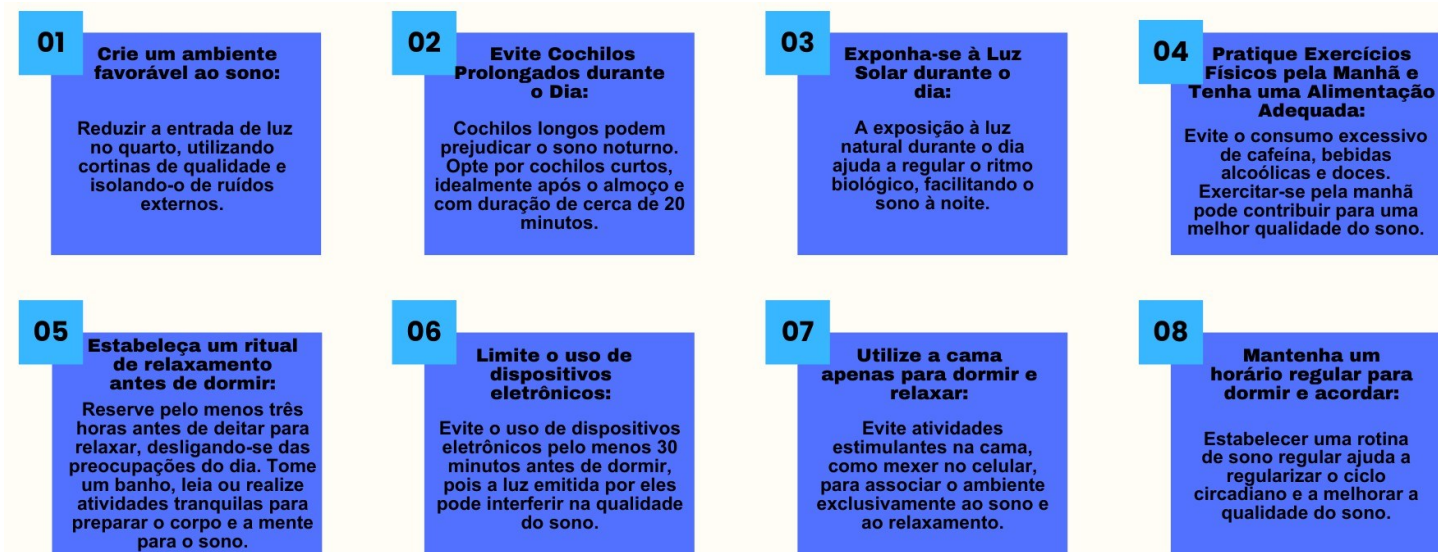 01
Crie um ambiente
favorável ao sono:
Reduzir a entrada de luz
no quarto, utilizando
cortinas de qualidade e
isolando-o de ruídos
externos.
02
Evite Cochilos
Prolongados durante
o Dia:
Cochilos longos podem
prejudicar o sono noturno.
Opte por cochilos curtos,
idealmente após o almoço e
com duração de cerca de 20
minutos.
03
Exponha-se à Luz
Solar durante o
dia:
A exposição à luz
natural durante o dia
ajuda a regular o ritmo
biológico, facilitando o
sono à noite.
04
Pratique Exercícios
Físicos pela Manhã e
Tenha uma Alimentação
Adequada:
Evite o consumo excessivo
de cafeína, bebidas
alcoólicas e doces.
Exercitar-se pela manhã
pode contribuir para uma
melhor qualidade do sono.
05
Estabeleça um ritual
de relaxamento
antes de dormir:
Reserve pelo menos três
horas antes de deitar para
relaxar, desligando-se das
preocupações do dia. Tome
um banho, leia ou realize
atividades tranquilas para
preparar o corpo e a mente
para o sono.
06
Limite o uso de
dispositivos
eletrônicos:
Evite o uso de dispositivos
eletrônicos pelo menos 30
minutos antes de dormir,
pois a luz emitida por eles
pode interferir na qualidade
do sono.
07
Utilize a cama
apenas para dormir e
relaxar:
Evite atividades
estimulantes na cama,
como mexer no celular,
para associar o ambiente
exclusivamente ao sono e
ao relaxamento.
08
Mantenha um
horário regular para
dormir e acordar:
Estabelecer uma rotina
de sono regular ajuda a
regularizar o ciclo
circadiano e a melhorar a
qualidade do sono.